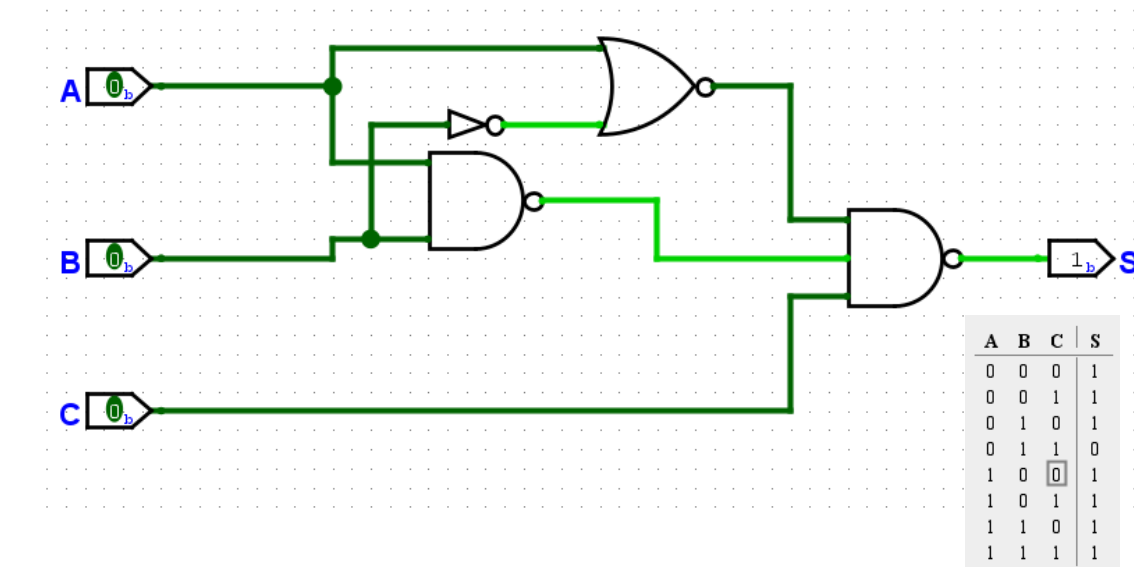 A 0b
B 0b
C 0b
1b S
A B C S
0 0 0 1
0 0 1 1
0 1 0 1
0 1 1 0
1 0 0 1
1 0 1 1
1 1 0 1
1 1 1 1